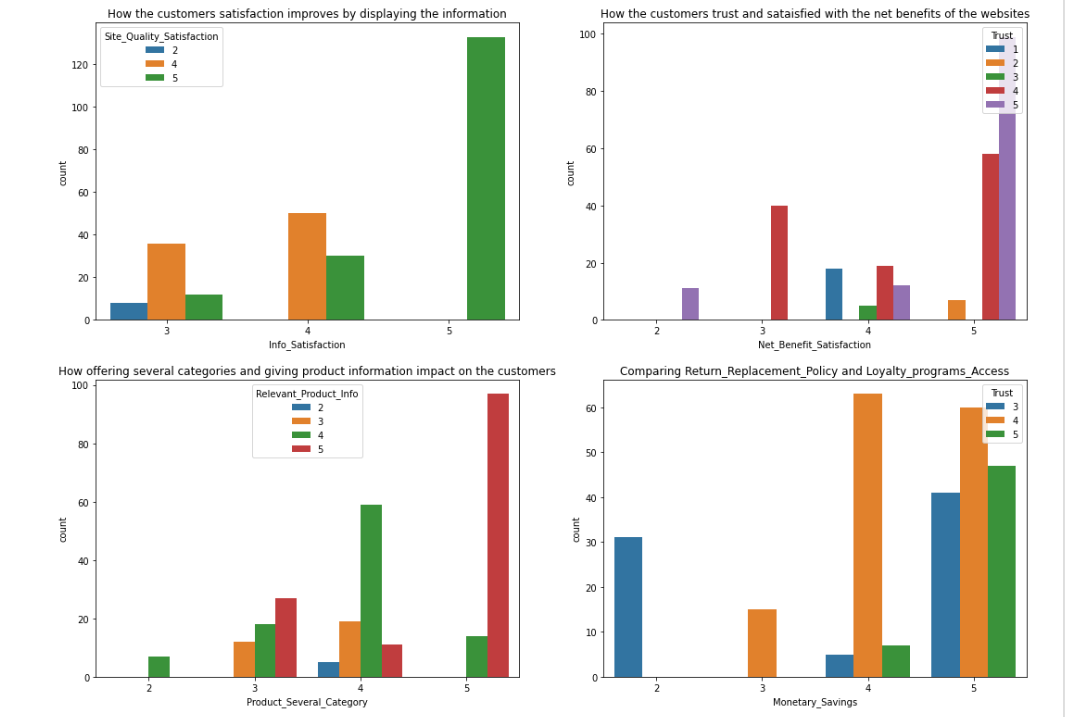 How the customers satisfaction improves by displaying the information
Site_Quality_Satisfaction
2
4
5
120
100
80
60
40
20
0
count
3 4 5
Info_Satisfaction
How the customers trust and sataisfied with the net benefits of the websites
Trust
1
2
3
4
5
100
80
60
40
20
0
count
2 3 4 5
Net_Benefit_Satisfaction
How offering several categories and giving product information impact on the customers
Relevant_Product_Info
2
3
4
5
100
80
60
40
20
0
count
2 3 4 5
Product_Several_Category
Comparing Return_Replacement_Policy and Loyalty_programs_Access
Trust
3
4
5
60
50
40
30
20
10
0
count
2 3 4 5
Monetary_Savings